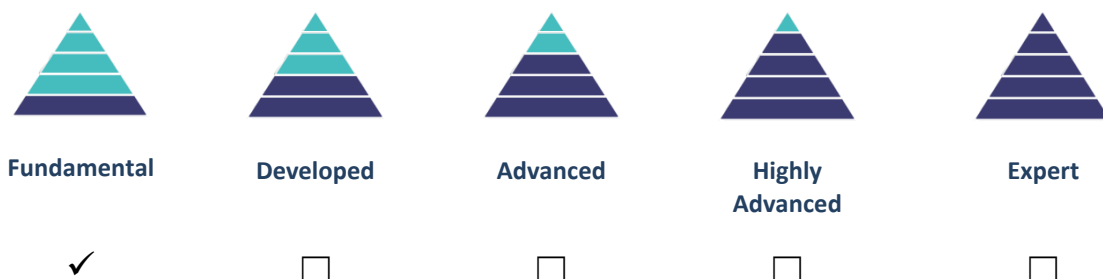 Fundamental
Developed
Advanced
Highly
Advanced
Expert
✓ ☐ ☐ ☐ ☐